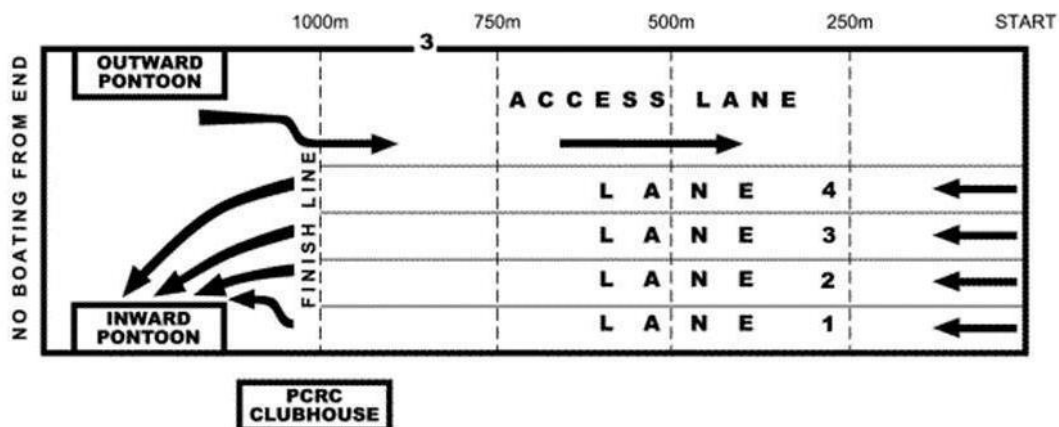 1000m 750m 500m 250m START
3
OUTWARD
PONTOON
ACCESS LANE
NO BOATING FROM END
FINISH LINE
LANE 4
LANE 3
LANE 2
LANE 1
INWARD
PONTOON
PCRC
CLUBHOUSE